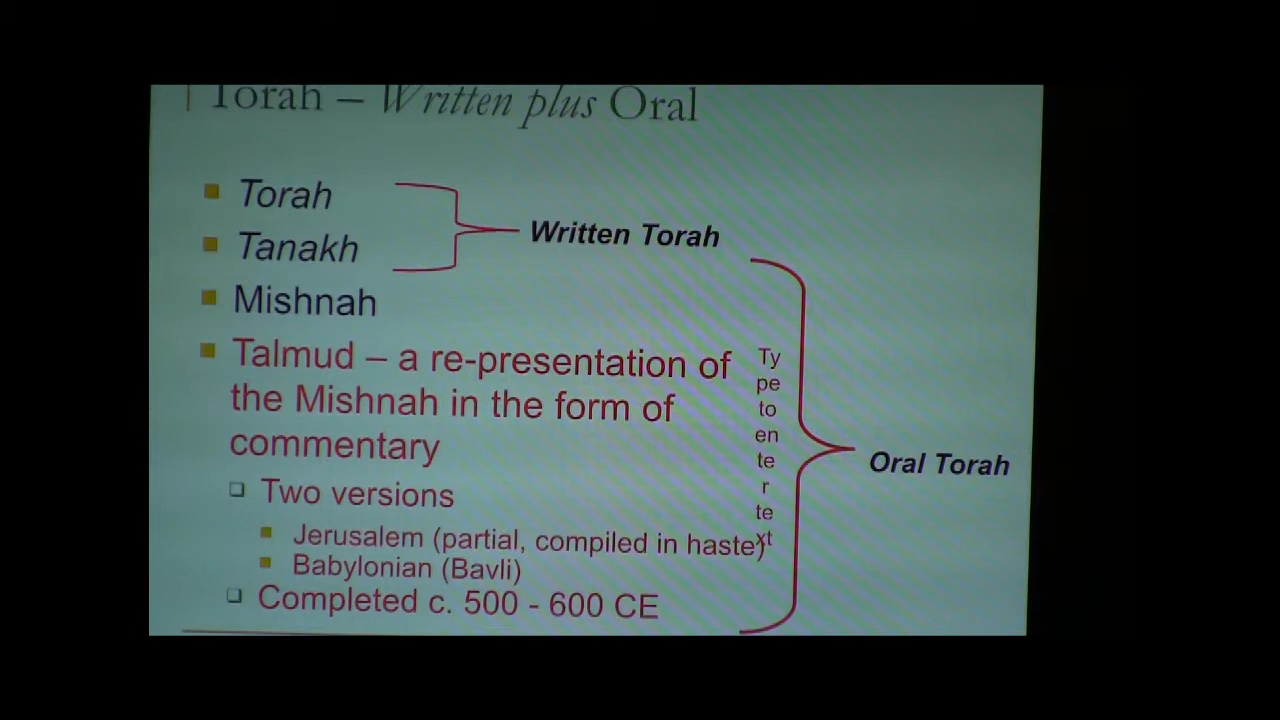 Torah – Written plus Oral
Torah
Tanakh
Written Torah
Mishnah
Talmud – a re-presentation of
the Mishnah in the form of
commentary
Two versions
Jerusalem (partial, compiled in haste)
Babylonian (Bavli)
Completed c. 500 - 600 CE
Ty
pe
to
en
te
r
te
xt
Oral Torah